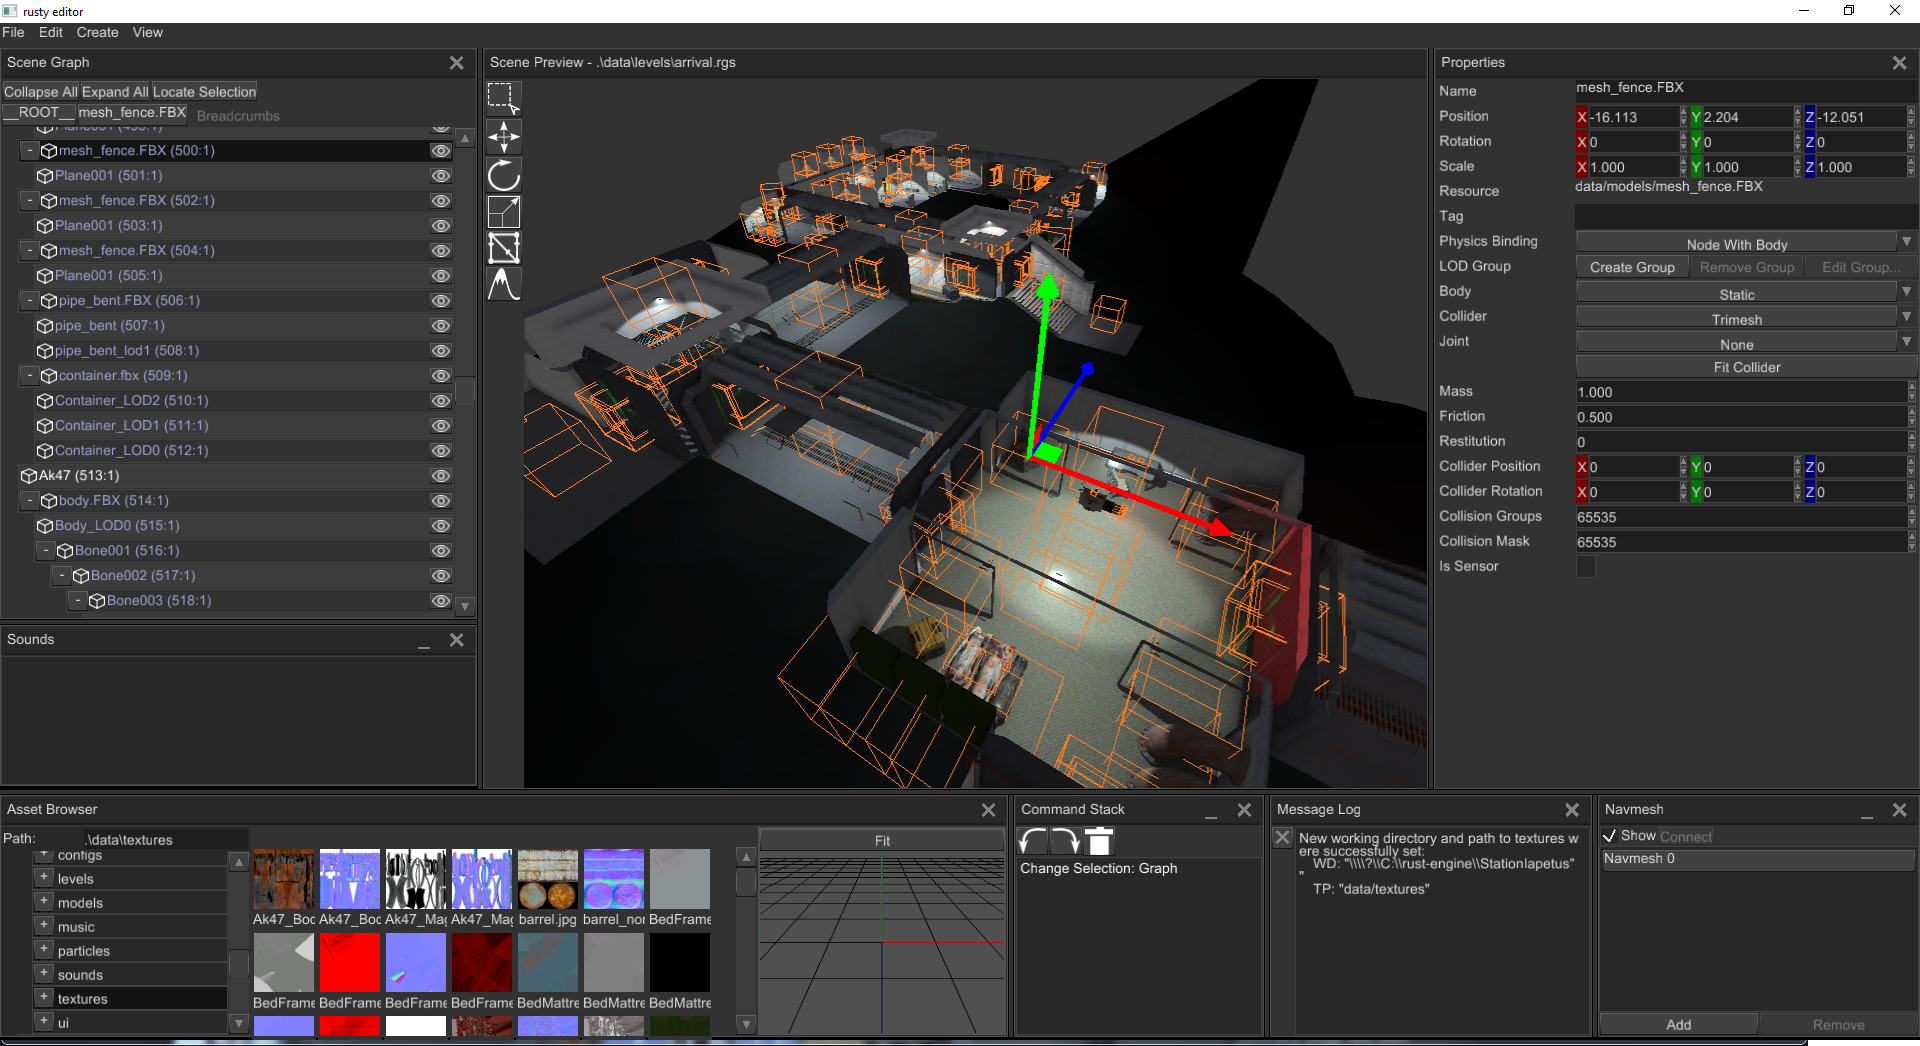 rusty editor
File Edit Create View
Scene Graph
Collapse All Expand All Locate Selection
__ROOT__ mesh_fence.FBX Breadcrumbs
mesh_fence.FBX (500:1)
Plane001 (501:1)
mesh_fence.FBX (502:1)
Plane001 (503:1)
mesh_fence.FBX (504:1)
Plane001 (505:1)
pipe_bent.FBX (506:1)
pipe_bent (507:1)
pipe_bent_lod1 (508:1)
container.fbx (509:1)
Container_LOD2 (510:1)
Container_LOD1 (511:1)
Container_LOD0 (512:1)
Ak47 (513:1)
body.FBX (514:1)
Body_LOD0 (515:1)
Bone001 (516:1)
Bone002 (517:1)
Bone003 (518:1)
Sounds
Scene Preview - .\data\levels\arrival.rgs
Properties
Name mesh_fence.FBX
Position X -16.113 Y 2.204 Z -12.051
Rotation X 0 Y 0 Z 0
Scale X 1.000 Y 1.000 Z 1.000
Resource data/models/mesh_fence.FBX
Tag
Physics Binding Node With Body
LOD Group Create Group Remove Group Edit Group...
Body Static
Collider Trimesh
Joint None
Fit Collider
Mass 1.000
Friction 0.500
Restitution 0
Collider Position X 0 Y 0 Z 0
Collider Rotation X 0 Y 0 Z 0
Collision Groups 65535
Collision Mask 65535
Is Sensor
Asset Browser
Path: .\data\textures
configs
levels
models
music
particles
sounds
textures
ui
Ak47_Boc Ak47_Boc Ak47_Mag Ak47_Mag barrel.jpg barrel_nor BedFrame
BedFrame BedFrame BedFrame BedFrame BedMattre BedMattre BedMattre
Fit
Command Stack
Change Selection: Graph
Message Log
New working directory and path to textures w
ere successfully set:
WD: "\\\\?\\C:\\rust-engine\\StationIapetus"
"
TP: "data/textures"
Navmesh
Show Connect
Navmesh 0
Add Remove